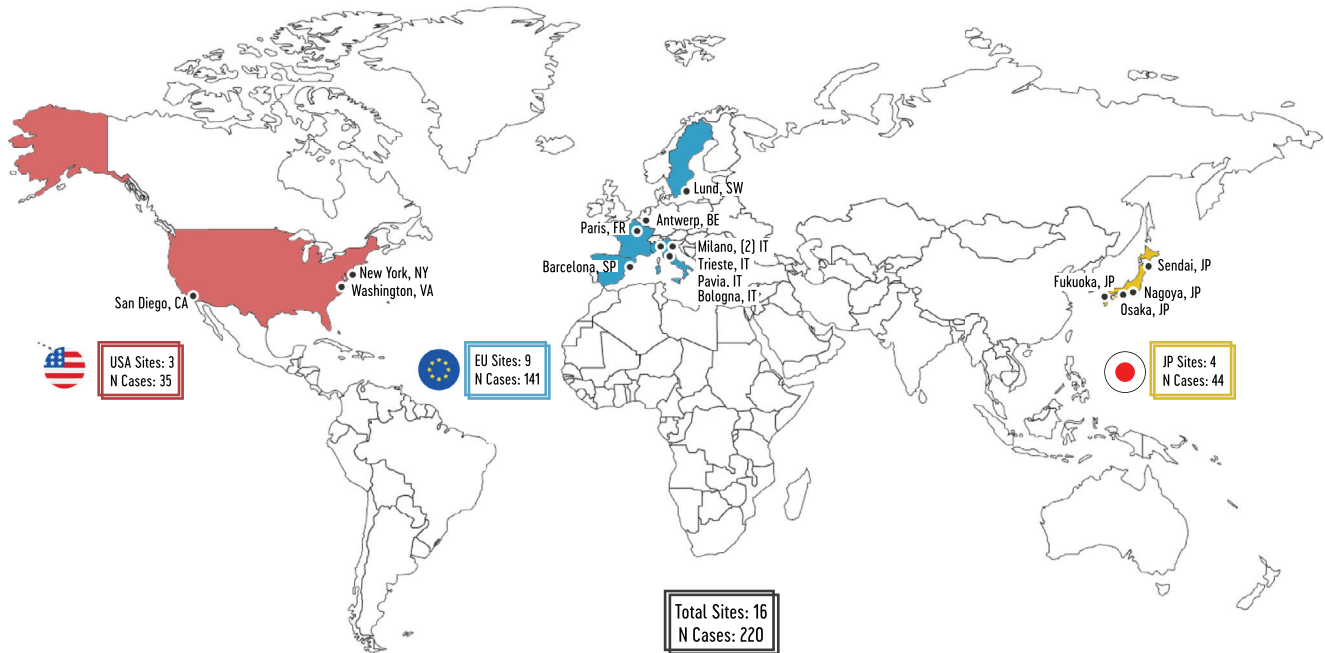 Lund, SW
Antwerp, BE
Paris, FR
Milano, (2) IT
Trieste, IT
Pavia, IT
Bologna, IT
Barcelona, SP
New York, NY
Washington, VA
San Diego, CA
Sendai, JP
Fukuoka, JP
Nagoya, JP
Osaka, JP
USA Sites: 3
N Cases: 35
EU Sites: 9
N Cases: 141
JP Sites: 4
N Cases: 44
Total Sites: 16
N Cases: 220